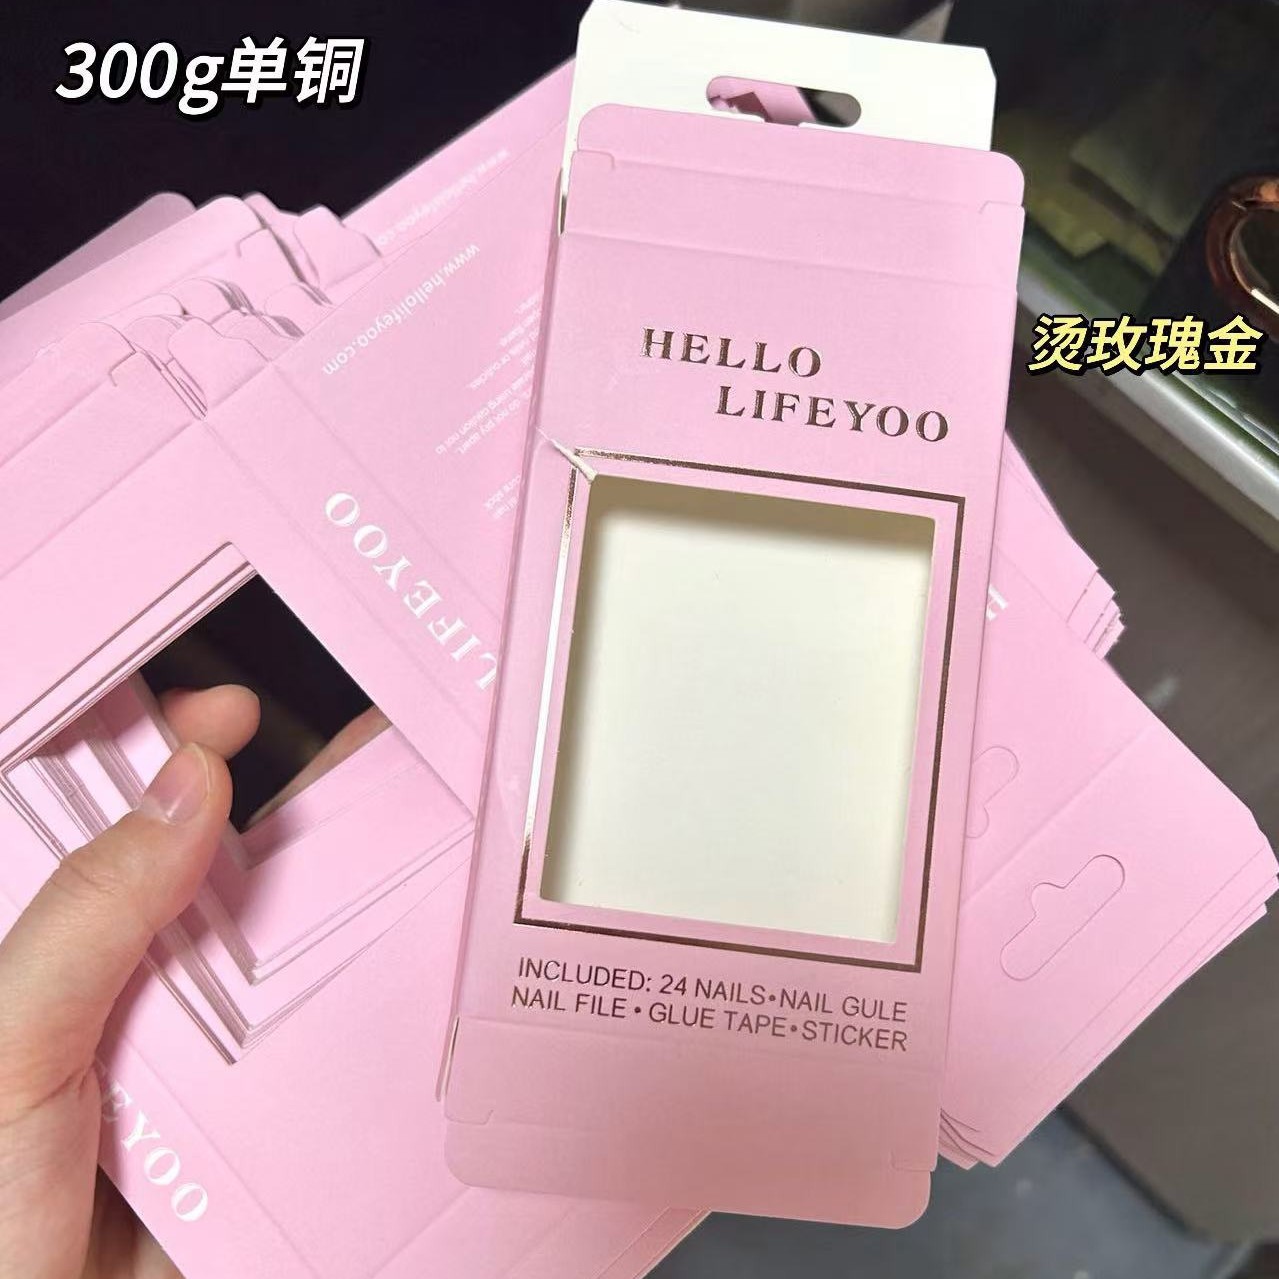 300g单铜
烫玫瑰金
HELLO
LIFEYOO
INCLUDED: 24 NAILS•NAIL GULE
NAIL FILE • GLUE TAPE•STICKER
www.hellolifeyoo.com
LIFEYOO
EYOO